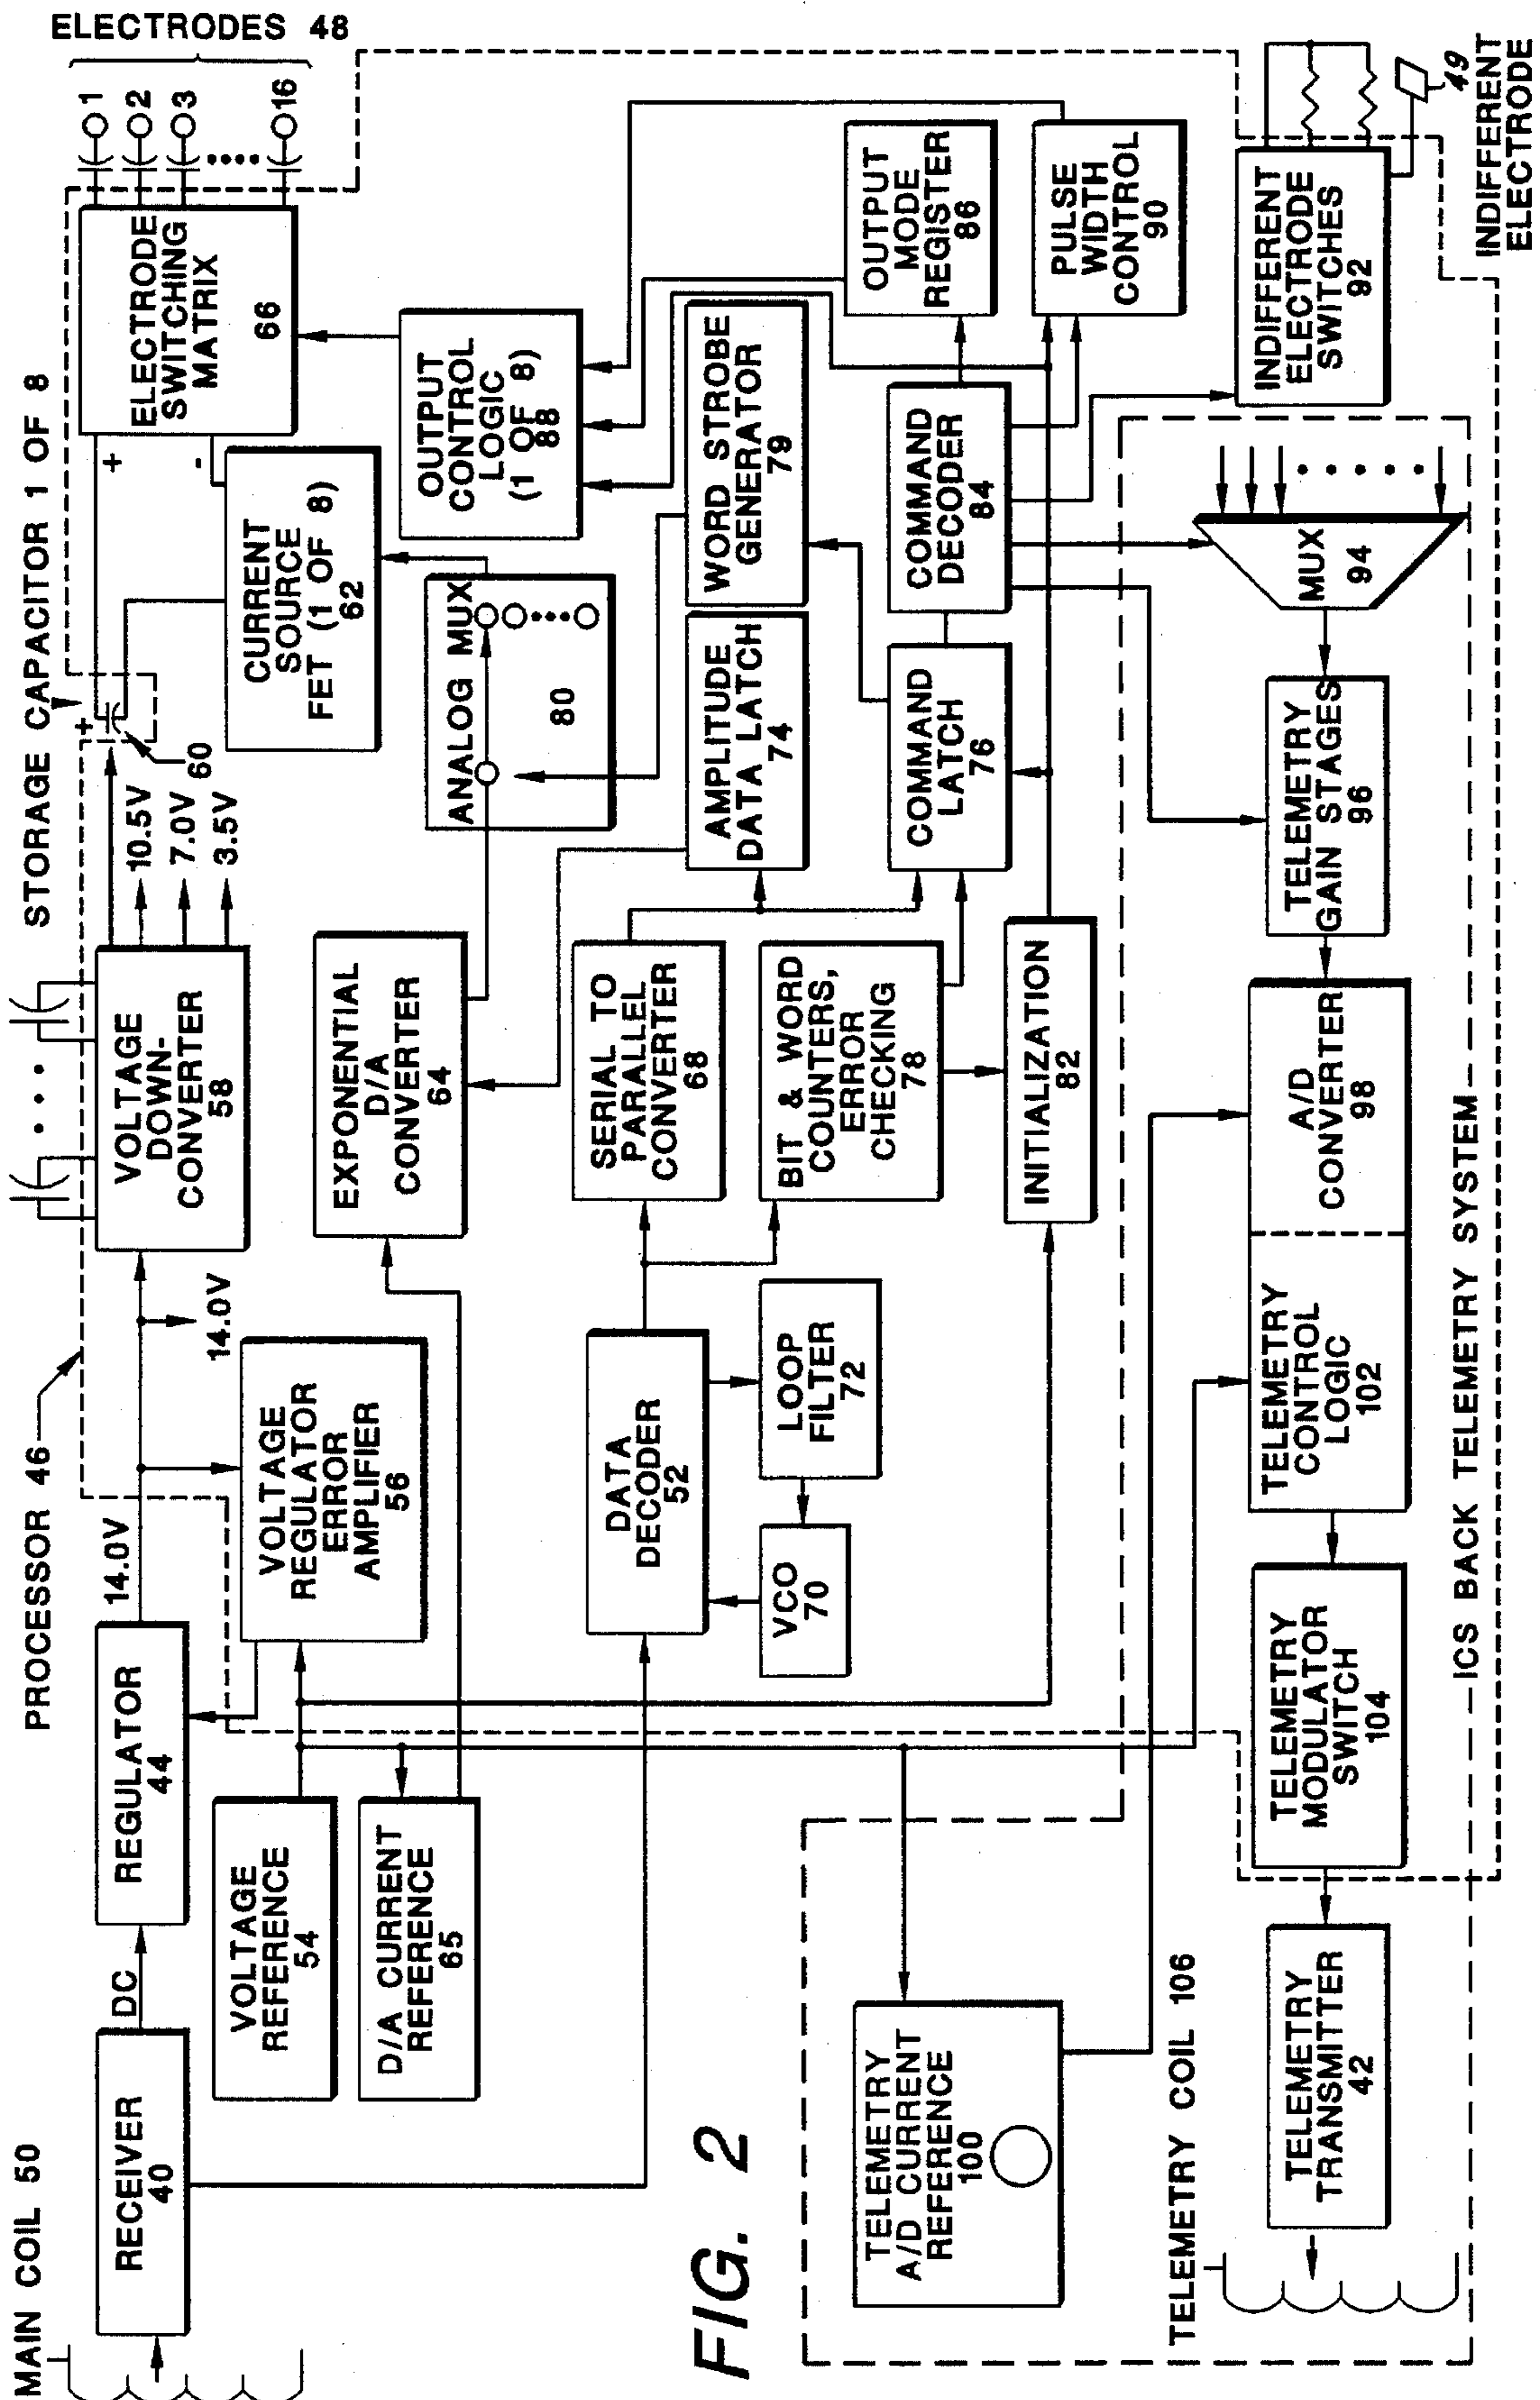 MAIN COIL 50
RECEIVER
40
DC
REGULATOR
44
14.0V
PROCESSOR 46
14.0V
VOLTAGE
DOWN-
CONVERTER
58
STORAGE CAPACITOR 1 OF 8
+
60
10.5V
7.0V
3.5V
+
-
ELECTRODE
SWITCHING
MATRIX
66
ELECTRODES 48
1
2
3
16
VOLTAGE
REFERENCE
54
VOLTAGE
REGULATOR
ERROR
AMPLIFIER
56
D/A CURRENT
REFERENCE
65
EXPONENTIAL
D/A
CONVERTER
64
CURRENT
SOURCE
FET (1 OF 8)
62
ANALOG MUX
80
OUTPUT
CONTROL
LOGIC
(1 OF 8)
88
DATA
DECODER
52
LOOP
FILTER
72
VCO
70
SERIAL TO
PARALLEL
CONVERTER
68
BIT & WORD
COUNTERS,
ERROR
CHECKING
78
INITIALIZATION
82
AMPLITUDE
DATA LATCH
74
WORD STROBE
GENERATOR
79
COMMAND
LATCH
76
COMMAND
DECODER
84
OUTPUT
MODE
REGISTER
86
PULSE
WIDTH
CONTROL
90
INDIFFERENT
ELECTRODE
SWITCHES
92
49
INDIFFERENT
ELECTRODE
FIG. 2
TELEMETRY
A/D CURRENT
REFERENCE
100
TELEMETRY COIL 106
TELEMETRY
TRANSMITTER
42
TELEMETRY
MODULATOR
SWITCH
104
TELEMETRY
CONTROL
LOGIC
102
A/D
CONVERTER
98
TELEMETRY
GAIN STAGES
96
MUX
94
ICS BACK TELEMETRY SYSTEM